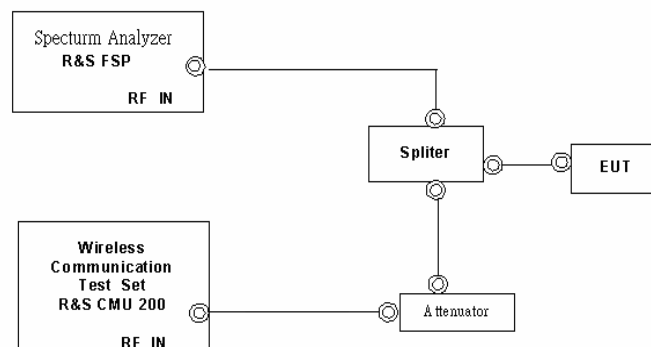 Specturm Analyzer
R&S FSP
RF IN
Spliter
EUT
Wireless
Communication
Test Set
R&S CMU 200
RF IN
Attenuator